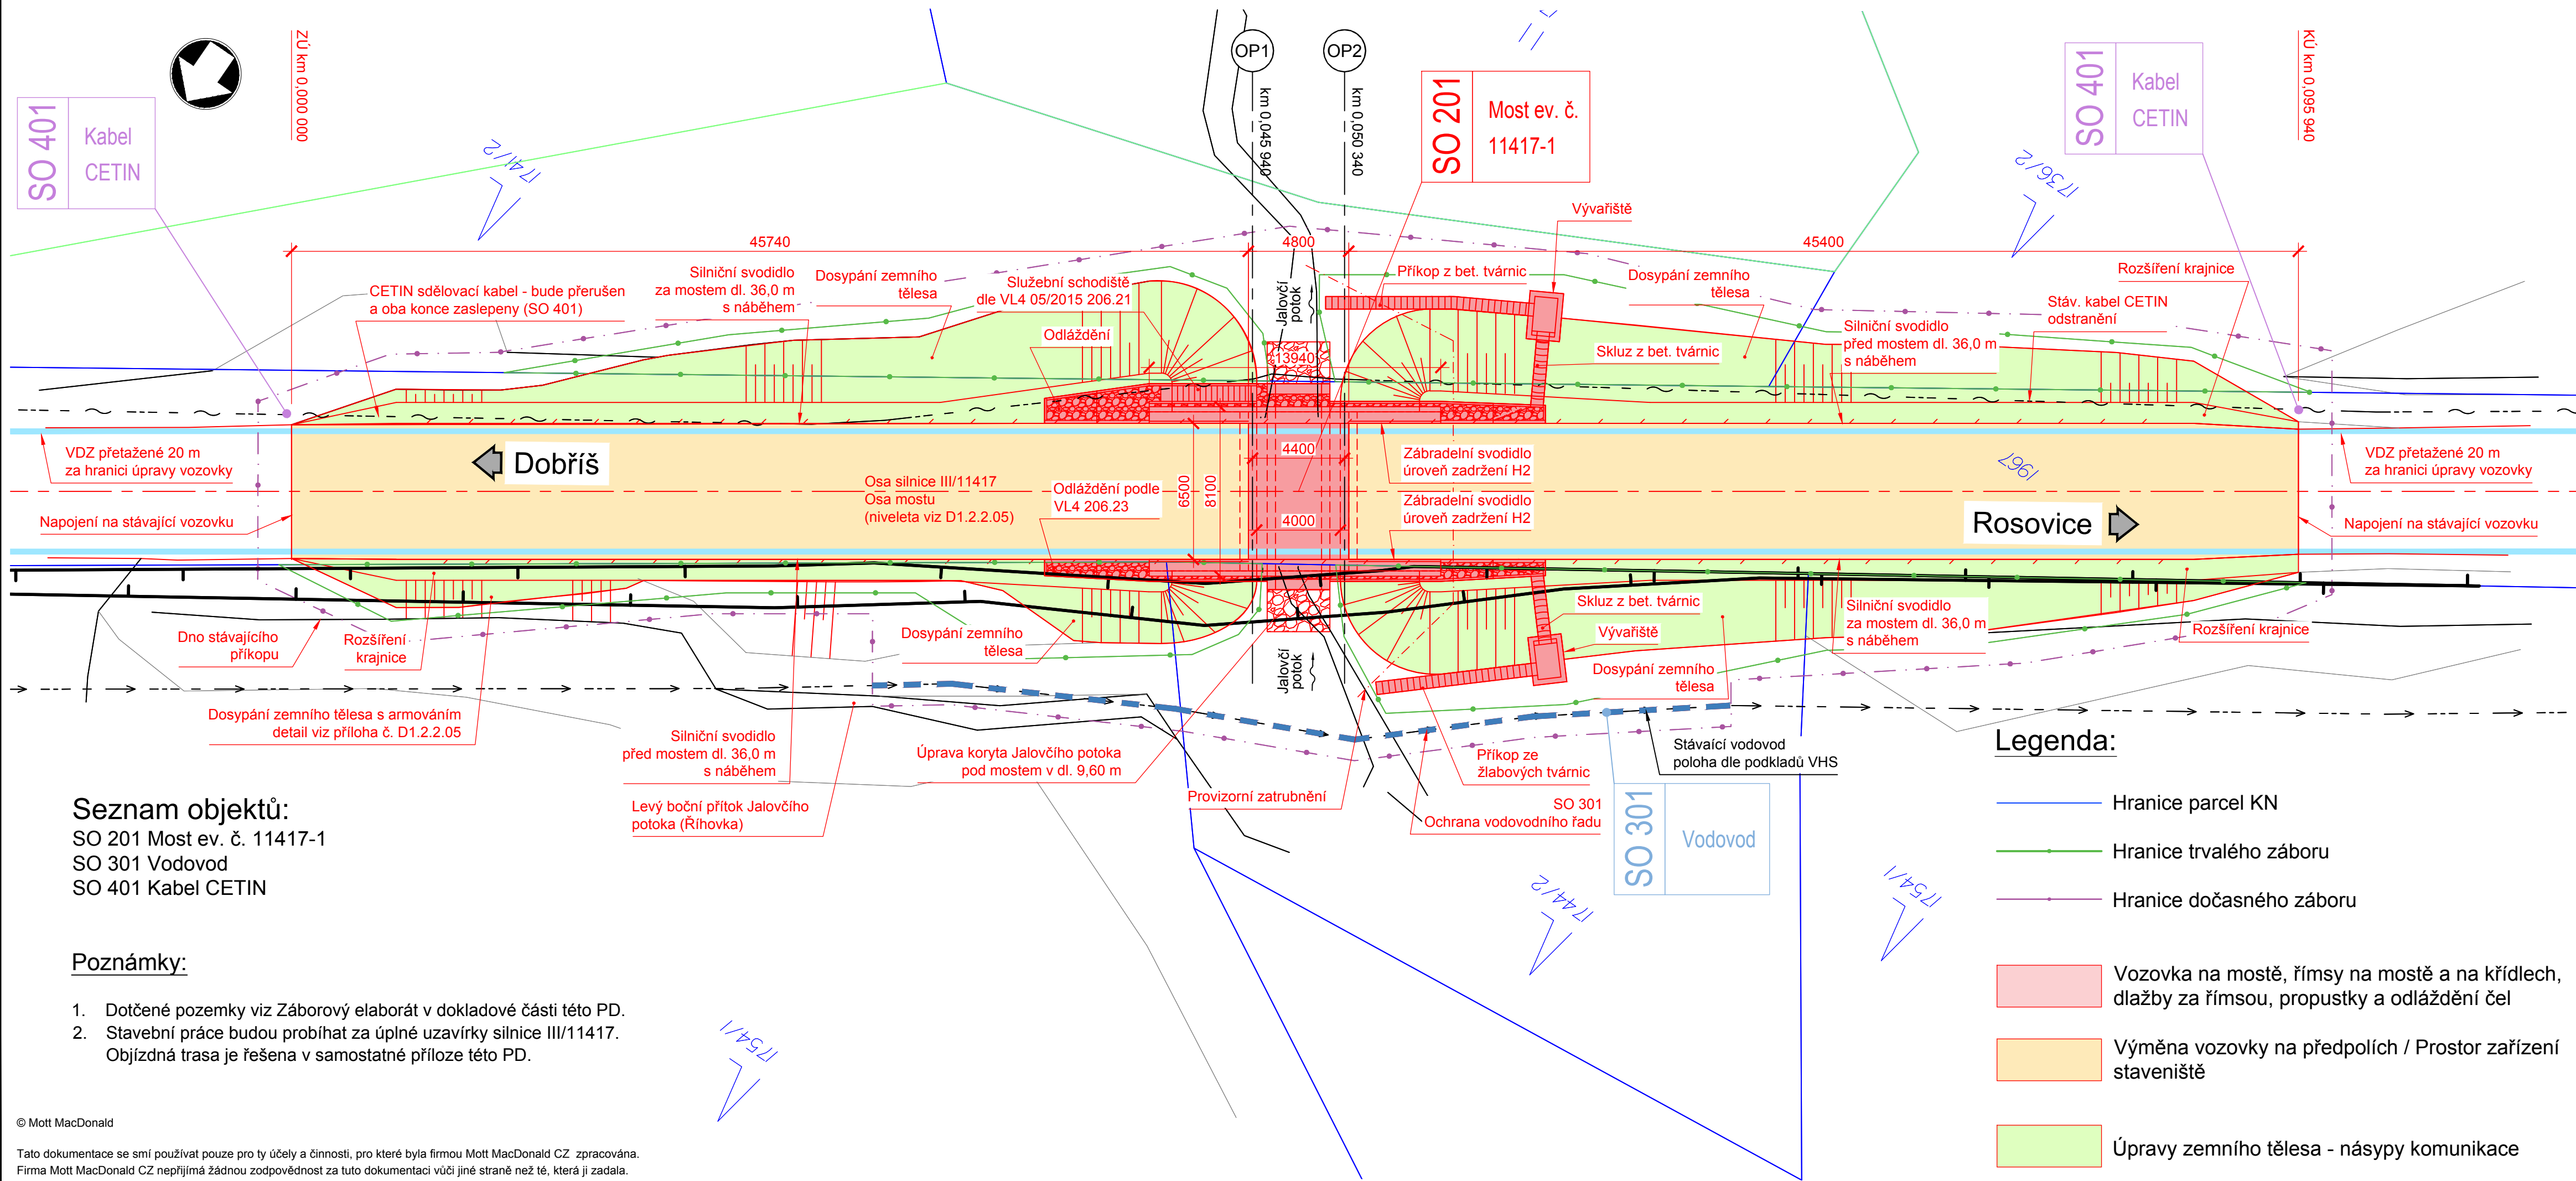 ZÚ km 0,000 000
KÚ km 0,095 940
SO 401
Kabel
CETIN
OP1
OP2
km 0,045 940
km 0,050 340
SO 201
Most ev. č.
11417-1
SO 401
Kabel
CETIN
1741/2
1736/2
Vývařiště
45740
4800
45400
CETIN sdělovací kabel - bude přerušen
a oba konce zaslepeny (SO 401)
Silniční svodidlo
za mostem dl. 36,0 m
s náběhem
Dosypání zemního
tělesa
Služební schodiště
dle VL4 05/2015 206.21
Odláždění
Jalovčí
potok
13940
Příkop z bet. tvárnic
Dosypání zemního
tělesa
Skluz z bet. tvárnic
Silniční svodidlo
před mostem dl. 36,0 m
s náběhem
Rozšíření krajnice
Stáv. kabel CETIN
odstranění
VDZ přetažené 20 m
za hranici úpravy vozovky
Dobříš
Napojení na stávající vozovku
Osa silnice III/11417
Osa mostu
(niveleta viz D1.2.2.05)
Odláždění podle
VL4 206.23
6500
8100
4400
4000
Zábradelní svodidlo
úroveň zadržení H2
Zábradelní svodidlo
úroveň zadržení H2
1967
Rosovice
VDZ přetažené 20 m
za hranici úpravy vozovky
Napojení na stávající vozovku
Dno stávajícího
příkopu
Rozšíření
krajnice
Dosypání zemního
tělesa
Jalovčí
potok
Skluz z bet. tvárnic
Vývařiště
Dosypání zemního
tělesa
Silniční svodidlo
za mostem dl. 36,0 m
s náběhem
Rozšíření krajnice
Dosypání zemního tělesa s armováním
detail viz příloha č. D1.2.2.05
Silniční svodidlo
před mostem dl. 36,0 m
s náběhem
Levý boční přítok Jalovčího
potoka (Říhovka)
Úprava koryta Jalovčího potoka
pod mostem v dl. 9,60 m
Provizorní zatrubnění
Příkop ze
žlabových tvárnic
SO 301
Ochrana vodovodního řadu
Stávaící vodovod
poloha dle podkladů VHS
SO 301
Vodovod
1744/2
1754/1
1754/1
Seznam objektů:
SO 201 Most ev. č. 11417-1
SO 301 Vodovod
SO 401 Kabel CETIN
Poznámky:
1. Dotčené pozemky viz Záborový elaborát v dokladové části této PD.
2. Stavební práce budou probíhat za úplné uzavírky silnice III/11417.
Objízdná trasa je řešena v samostatné příloze této PD.
Legenda:
Hranice parcel KN
Hranice trvalého záboru
Hranice dočasného záboru
Vozovka na mostě, římsy na mostě a na křídlech,
dlažby za římsou, propustky a odláždění čel
Výměna vozovky na předpolích / Prostor zařízení
staveniště
Úpravy zemního tělesa - násypy komunikace
© Mott MacDonald
Tato dokumentace se smí používat pouze pro ty účely a činnosti, pro které byla firmou Mott MacDonald CZ zpracována.
Firma Mott MacDonald CZ nepřijímá žádnou zodpovědnost za tuto dokumentaci vůči jiné straně než té, která ji zadala.